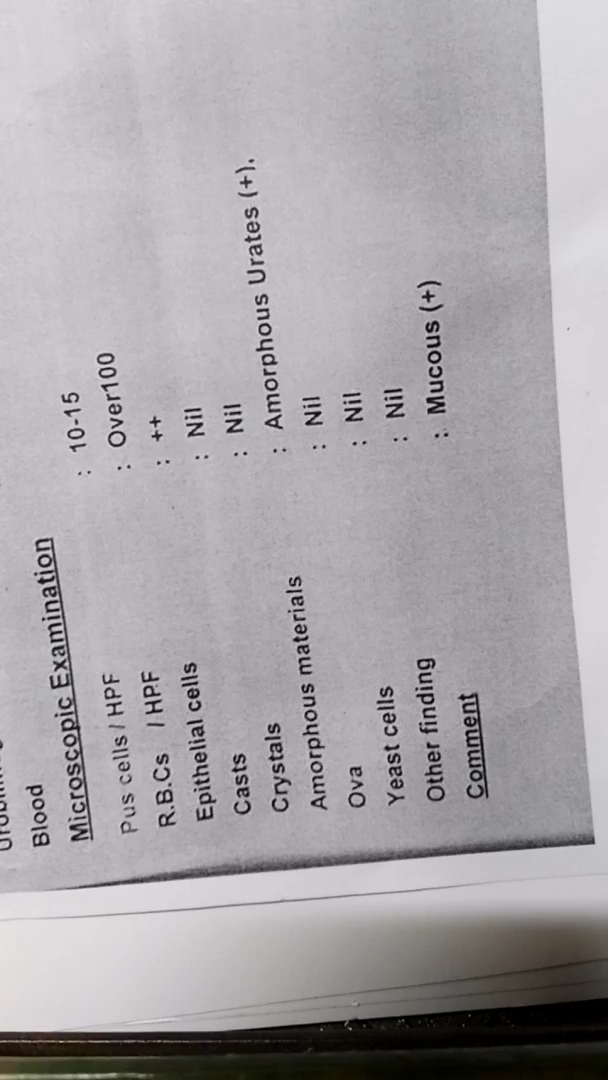 Blood : 10-15
Microscopic Examination
Pus cells / HPF : Over100
R.B.Cs / HPF : ++
Epithelial cells : Nil
Casts : Nil
Crystals : Amorphous Urates (+).
Amorphous materials : Nil
Ova : Nil
Yeast cells : Nil
Other finding : Mucous (+)
Comment